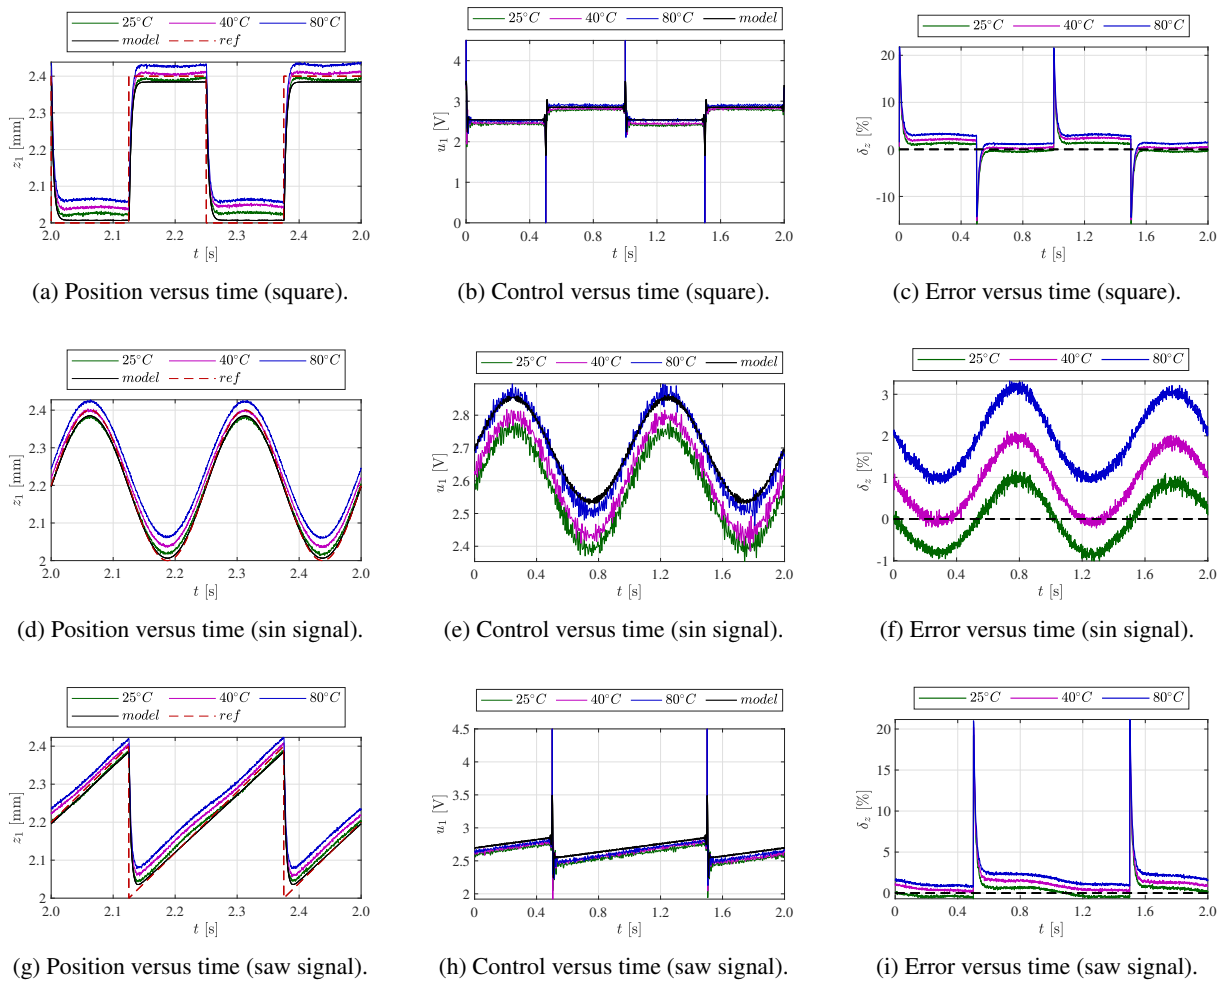 25°C 40°C 80°C
model ref
z₁ [mm]
2.4
2.3
2.2
2.1
2
2.0 2.1 2.2 2.3 2.4 2.0
t [s]
(a) Position versus time (square).
25°C 40°C 80°C model
u₁ [V]
4
3
2
1
0
0 0.4 0.8 1.2 1.6 2.0
t [s]
(b) Control versus time (square).
25°C 40°C 80°C
δz [%]
20
10
0
-10
0 0.4 0.8 1.2 1.6 2.0
t [s]
(c) Error versus time (square).
25°C 40°C 80°C
model ref
z₁ [mm]
2.4
2.3
2.2
2.1
2
2.0 2.1 2.2 2.3 2.4 2.0
t [s]
(d) Position versus time (sin signal).
25°C 40°C 80°C model
u₁ [V]
2.8
2.7
2.6
2.5
2.4
0 0.4 0.8 1.2 1.6 2.0
t [s]
(e) Control versus time (sin signal).
25°C 40°C 80°C
δz [%]
3
2
1
0
-1
0 0.4 0.8 1.2 1.6 2.0
t [s]
(f) Error versus time (sin signal).
25°C 40°C 80°C
model ref
z₁ [mm]
2.4
2.3
2.2
2.1
2
2.0 2.1 2.2 2.3 2.4 2.0
t [s]
(g) Position versus time (saw signal).
25°C 40°C 80°C model
u₁ [V]
4.5
4
3.5
3
2.5
2
0 0.4 0.8 1.2 1.6 2.0
t [s]
(h) Control versus time (saw signal).
25°C 40°C 80°C
δz [%]
20
15
10
5
0
0 0.4 0.8 1.2 1.6 2.0
t [s]
(i) Error versus time (saw signal).